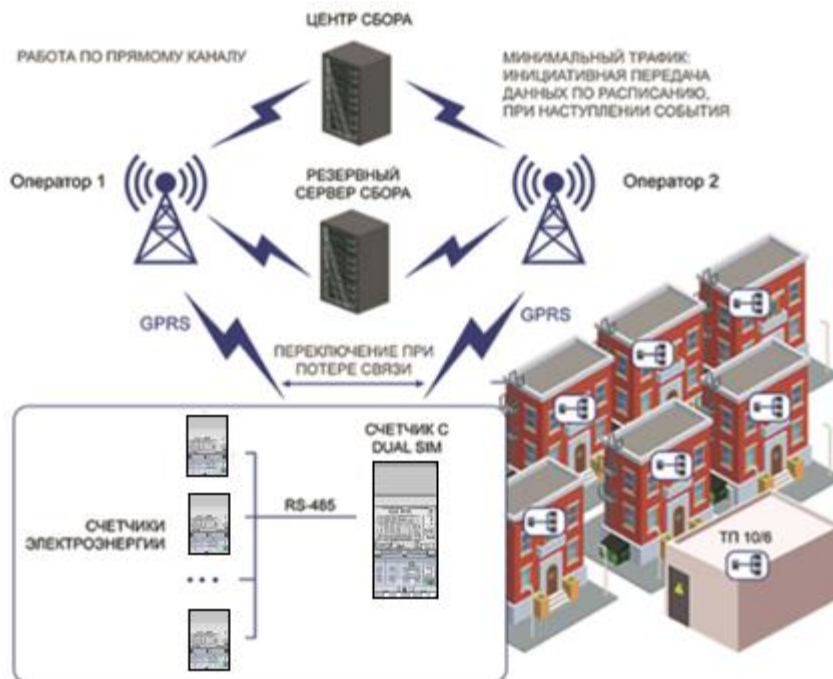 ЦЕНТР СБОРА
РАБОТА ПО ПРЯМОМУ КАНАЛУ
МИНИМАЛЬНЫЙ ТРАФИК:
ИНИЦИАТИВНАЯ ПЕРЕДАЧА
ДАННЫХ ПО РАСПИСАНИЮ,
ПРИ НАСТУПЛЕНИИ СОБЫТИЯ
Оператор 1
РЕЗЕРВНЫЙ
СЕРВЕР СБОРА
Оператор 2
GPRS
GPRS
ПЕРЕКЛЮЧЕНИЕ ПРИ
ПОТЕРЕ СВЯЗИ
СЧЕТЧИК С
DUAL SIM
RS-485
СЧЕТЧИКИ
ЭЛЕКТРОЭНЕРГИИ
ТП 10/6